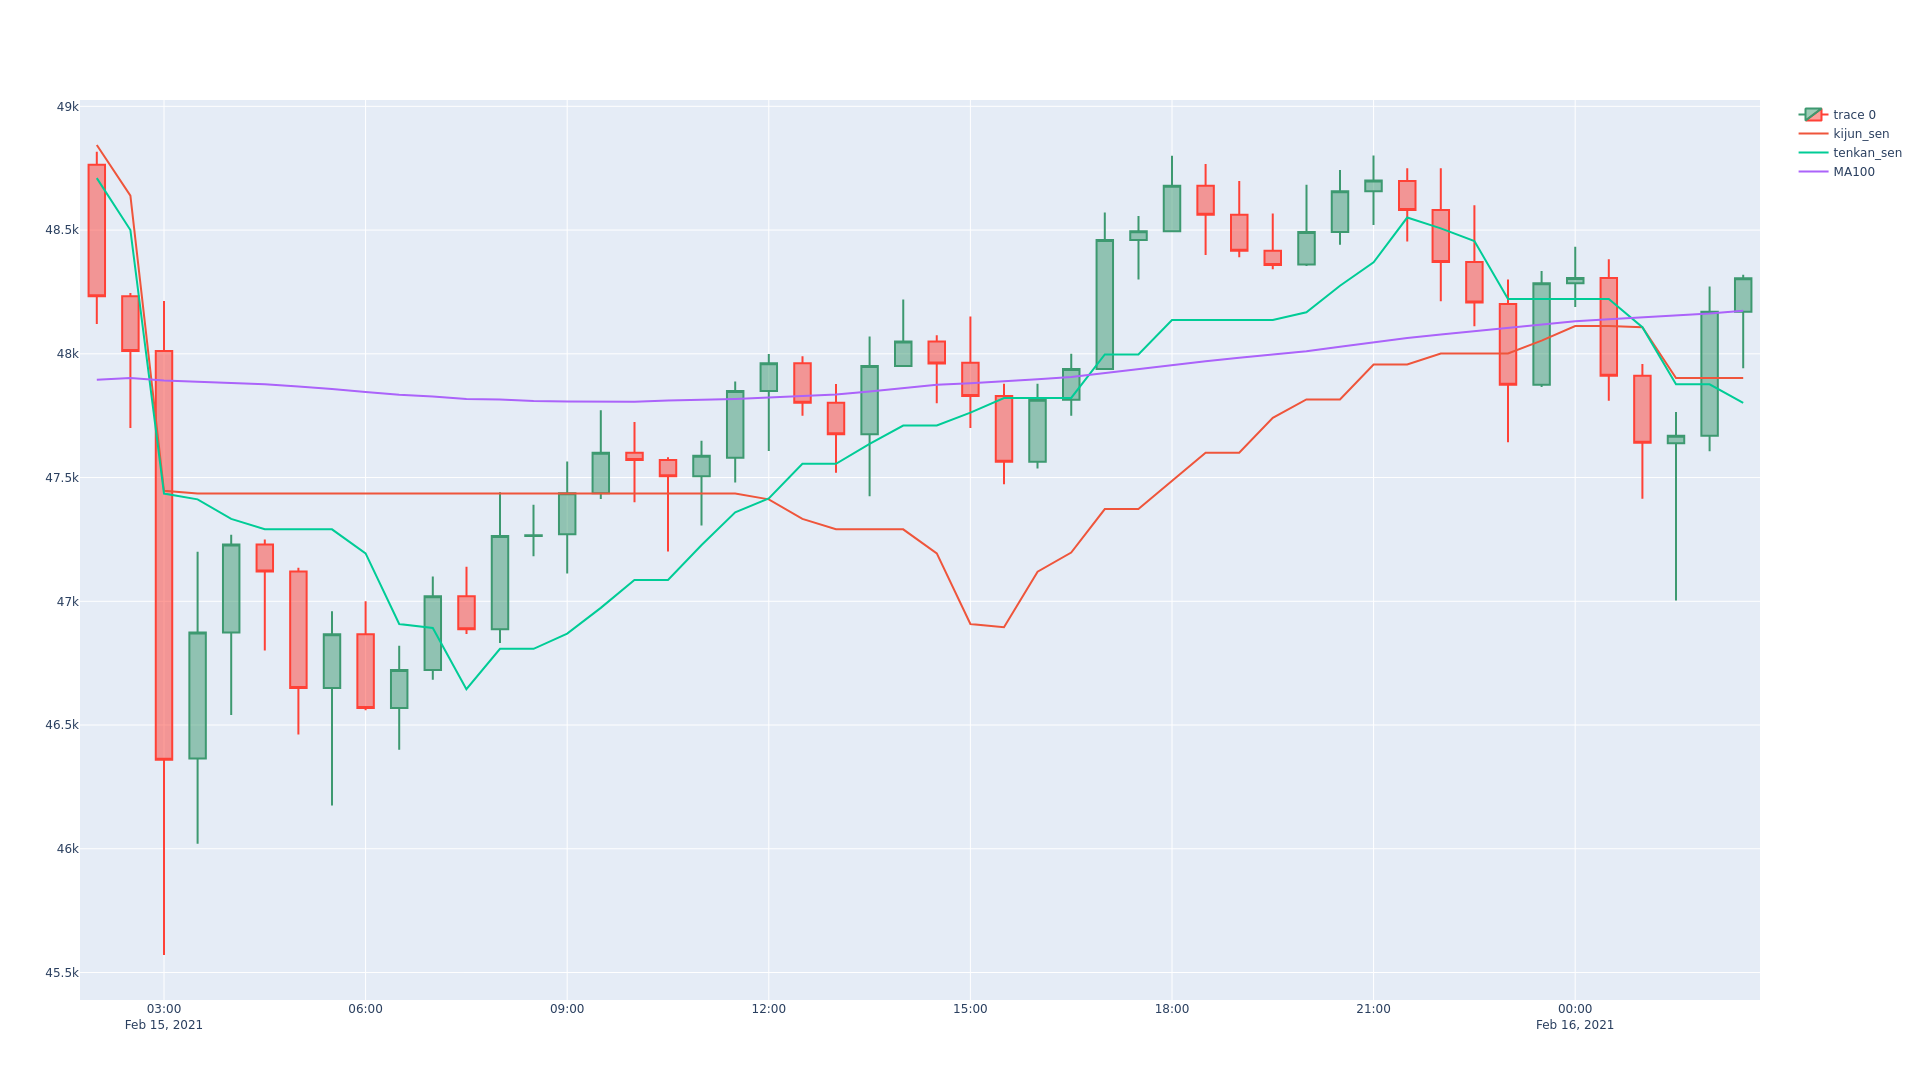 49k
48.5k
48k
47.5k
47k
46.5k
46k
45.5k
03:00 06:00 09:00 12:00 15:00 18:00 21:00 00:00
Feb 15, 2021 Feb 16, 2021
trace 0
kijun_sen
tenkan_sen
MA100